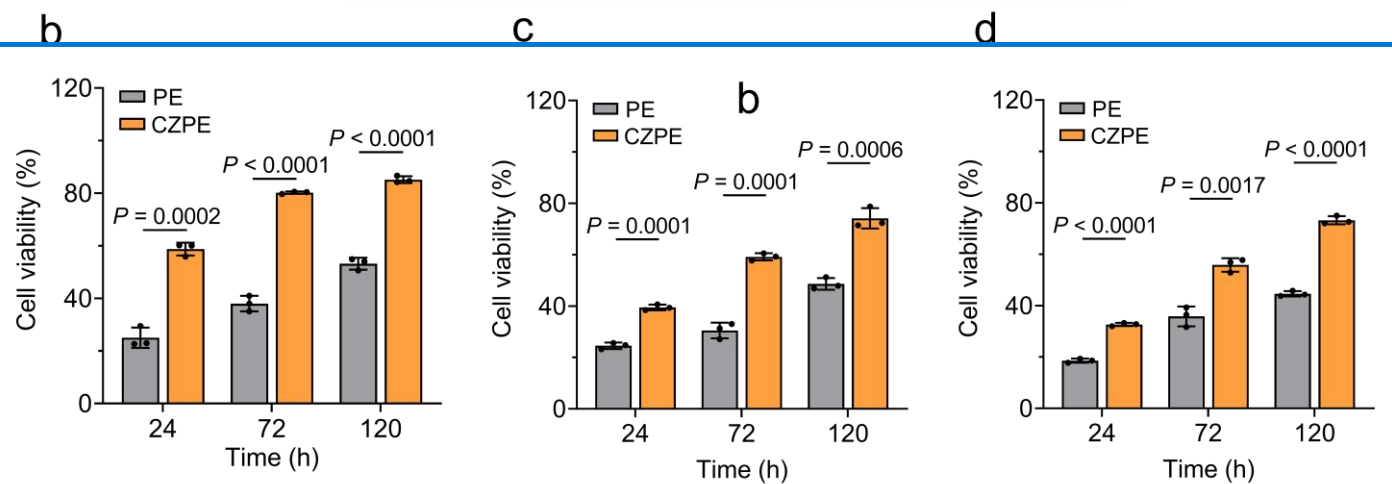 b
c
d
120
80
40
0
Cell viability (%)
PE
CZPE
P = 0.0002
P < 0.0001
P < 0.0001
24
72
120
Time (h)
b
120
80
40
0
Cell viability (%)
PE
CZPE
P = 0.0001
P = 0.0001
P = 0.0006
24
72
120
Time (h)
120
80
40
0
Cell viability (%)
PE
CZPE
P < 0.0001
P = 0.0017
P < 0.0001
24
72
120
Time (h)